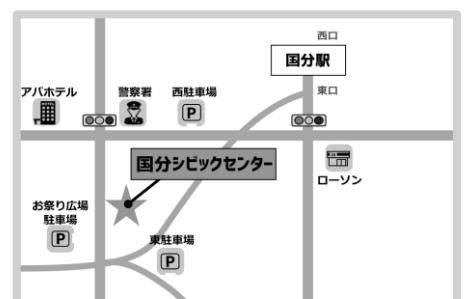 西口
国分駅
東口
アパホテル
警察署
西駐車場
P
国分シビックセンター
ローソン
お祭り広場
駐車場
P
東駐車場
P